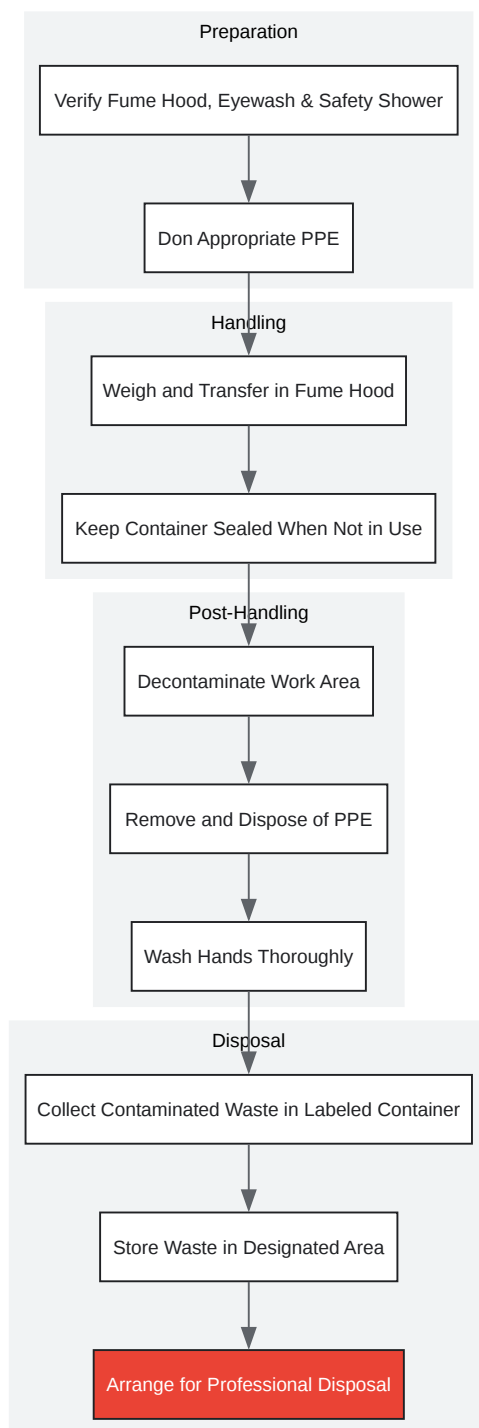 Preparation
Verify Fume Hood, Eyewash & Safety Shower
Don Appropriate PPE
Handling
Weigh and Transfer in Fume Hood
Keep Container Sealed When Not in Use
Post-Handling
Decontaminate Work Area
Remove and Dispose of PPE
Wash Hands Thoroughly
Disposal
Collect Contaminated Waste in Labeled Container
Store Waste in Designated Area
Arrange for Professional Disposal